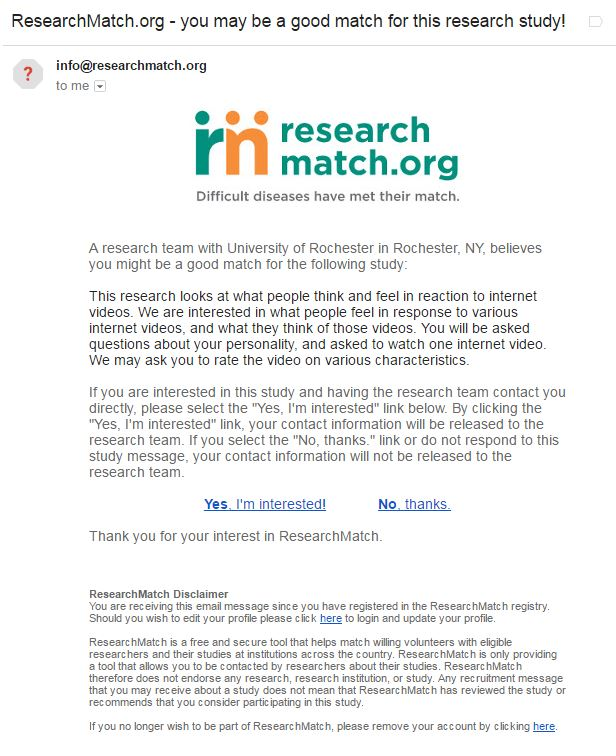 ResearchMatch.org - you may be a good match for this research study!
?
info@researchmatch.org
to me
rm research
match.org
Difficult diseases have met their match.
A research team with University of Rochester in Rochester, NY, believes
you might be a good match for the following study:
This research looks at what people think and feel in reaction to internet
videos. We are interested in what people feel in response to various
internet videos, and what they think of those videos. You will be asked
questions about your personality, and asked to watch one internet video.
We may ask you to rate the video on various characteristics.
If you are interested in this study and having the research team contact you
directly, please select the "Yes, I'm interested" link below. By clicking the
"Yes, I'm interested" link, your contact information will be released to the
research team. If you select the "No, thanks." link or do not respond to this
study message, your contact information will not be released to the
research team.
Yes, I'm interested! No, thanks.
Thank you for your interest in ResearchMatch.
ResearchMatch Disclaimer
You are receiving this email message since you have registered in the ResearchMatch registry.
Should you wish to edit your profile please click here to login and update your profile.
ResearchMatch is a free and secure tool that helps match willing volunteers with eligible
researchers and their studies at institutions across the country. ResearchMatch is only providing
a tool that allows you to be contacted by researchers about their studies. ResearchMatch
therefore does not endorse any research, research institution, or study. Any recruitment message
that you may receive about a study does not mean that ResearchMatch has reviewed the study or
recommends that you consider participating in this study.
If you no longer wish to be part of ResearchMatch, please remove your account by clicking here.